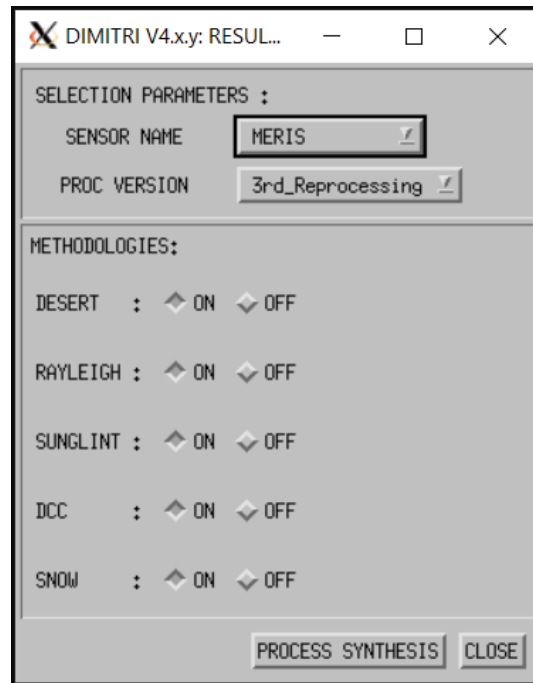 DIMITRI V4.x.y: RESUL...
SELECTION PARAMETERS :
SENSOR NAME MERIS
PROC VERSION 3rd_Reprocessing
METHODOLOGIES:
DESERT : ON OFF
RAYLEIGH : ON OFF
SUNGLINT : ON OFF
DCC : ON OFF
SNOW : ON OFF
PROCESS SYNTHESIS CLOSE